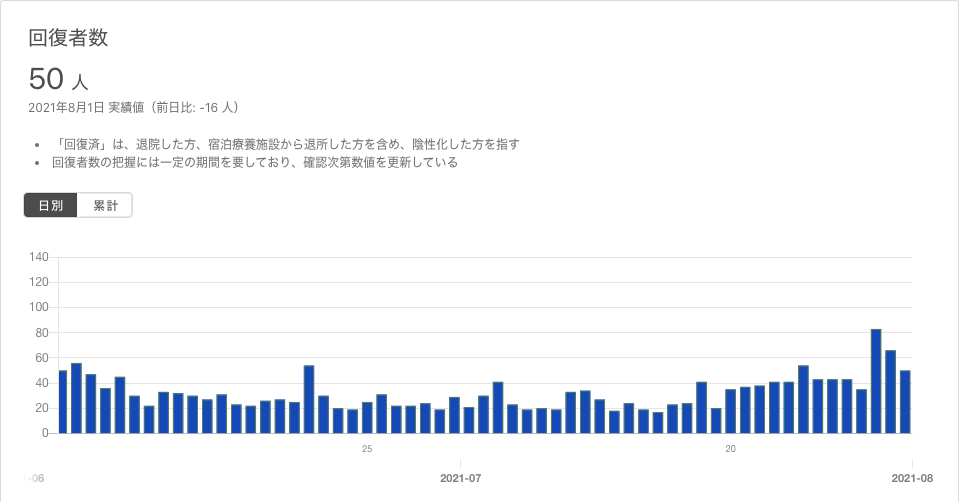 回復者数
50 人
2021年8月1日 実績値（前日比: -16 人）
• 「回復済」は、退院した方、宿泊療養施設から退所した方を含め、陰性化した方を指す
• 回復者数の把握には一定の期間を要しており、確認次第数値を更新している
日別 累計
140
120
100
80
60
40
20
0
25 20
-06 2021-07 2021-08